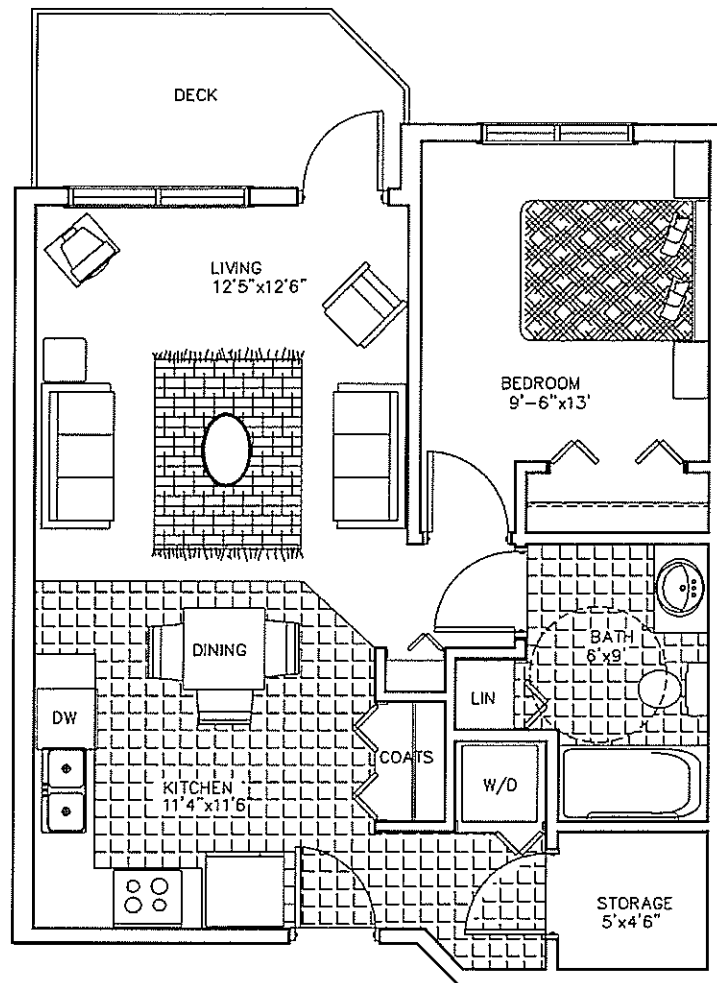 DECK
LIVING
12'5"x12'6"
BEDROOM
9'-6"x13'
DINING
BATH
6'x9'
LIN
DW
COATS
W/D
KITCHEN
11'4"x11'6"
STORAGE
5'x4'6"